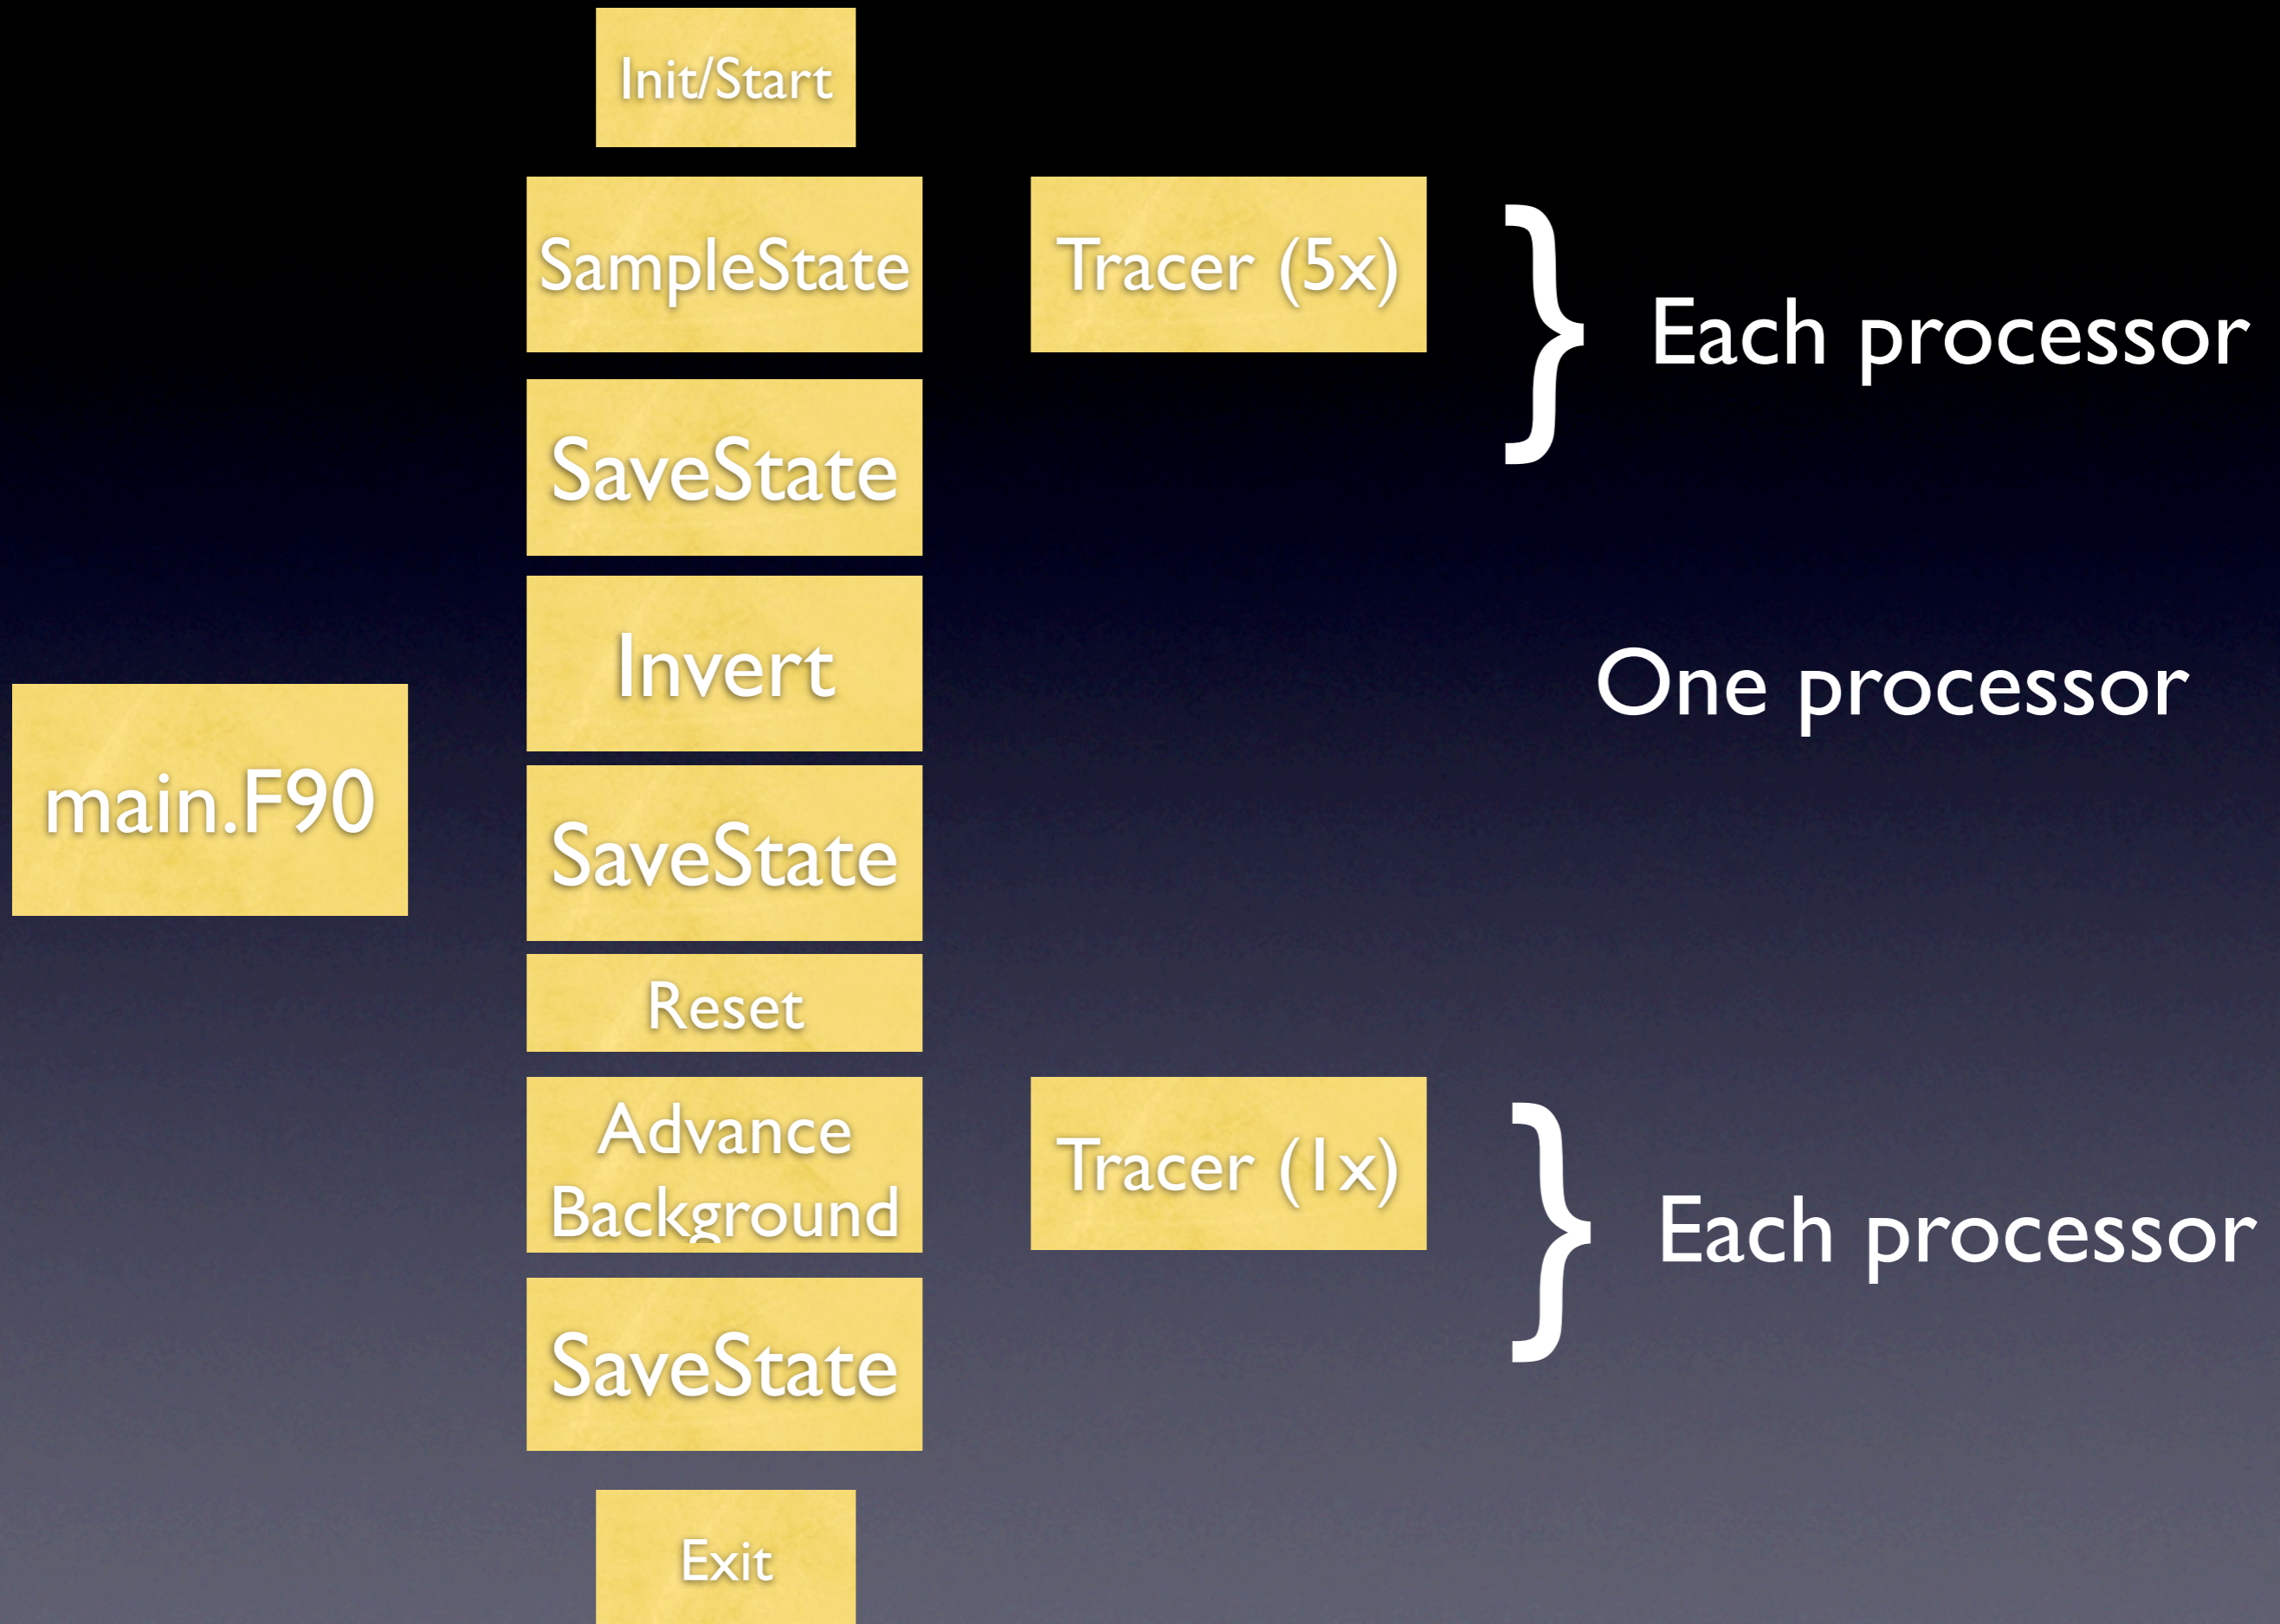 Init/Start
SampleState
Tracer (5x)
Each processor
SaveState
Invert
One processor
main.F90
SaveState
Reset
Advance
Background
Tracer (1x)
Each processor
SaveState
Exit